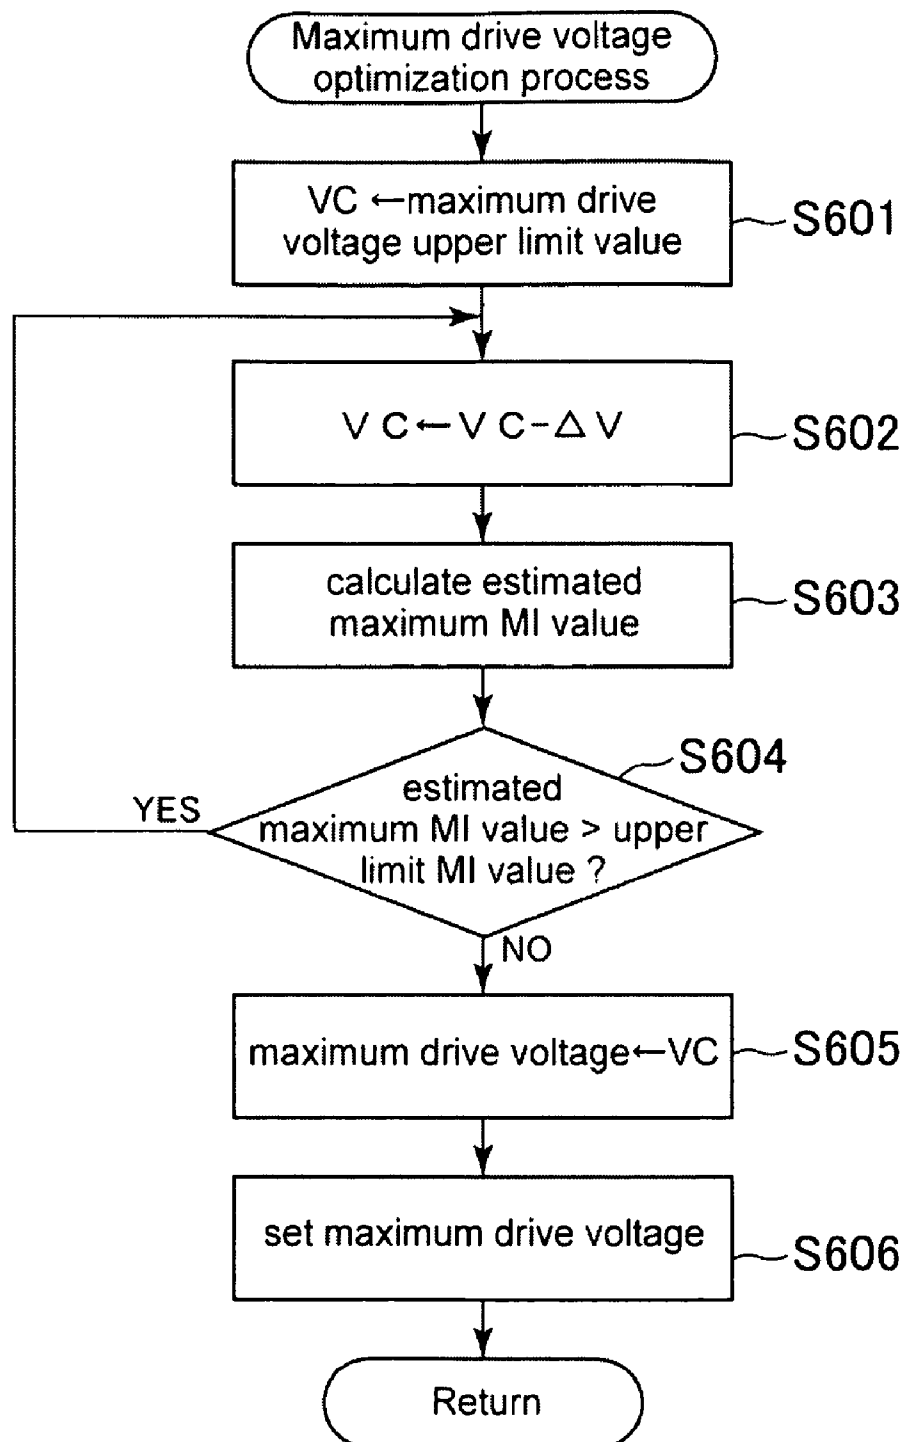 Maximum drive voltage
optimization process
VC ←maximum drive
voltage upper limit value
S601
V C ← V C - △ V
S602
calculate estimated
maximum MI value
S603
S604
estimated
maximum MI value > upper
limit MI value ?
YES
NO
maximum drive voltage←VC
S605
set maximum drive voltage
S606
Return